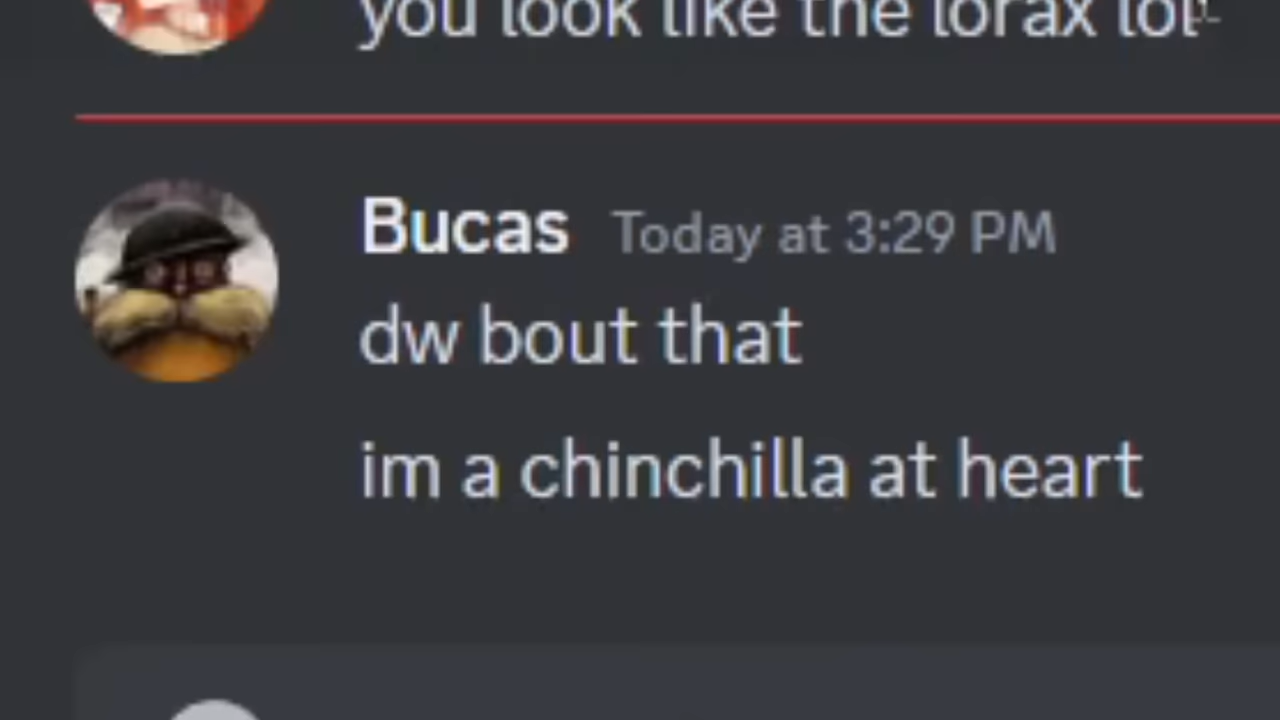 you look like the lorax lol
Bucas Today at 3:29 PM
dw bout that
im a chinchilla at heart